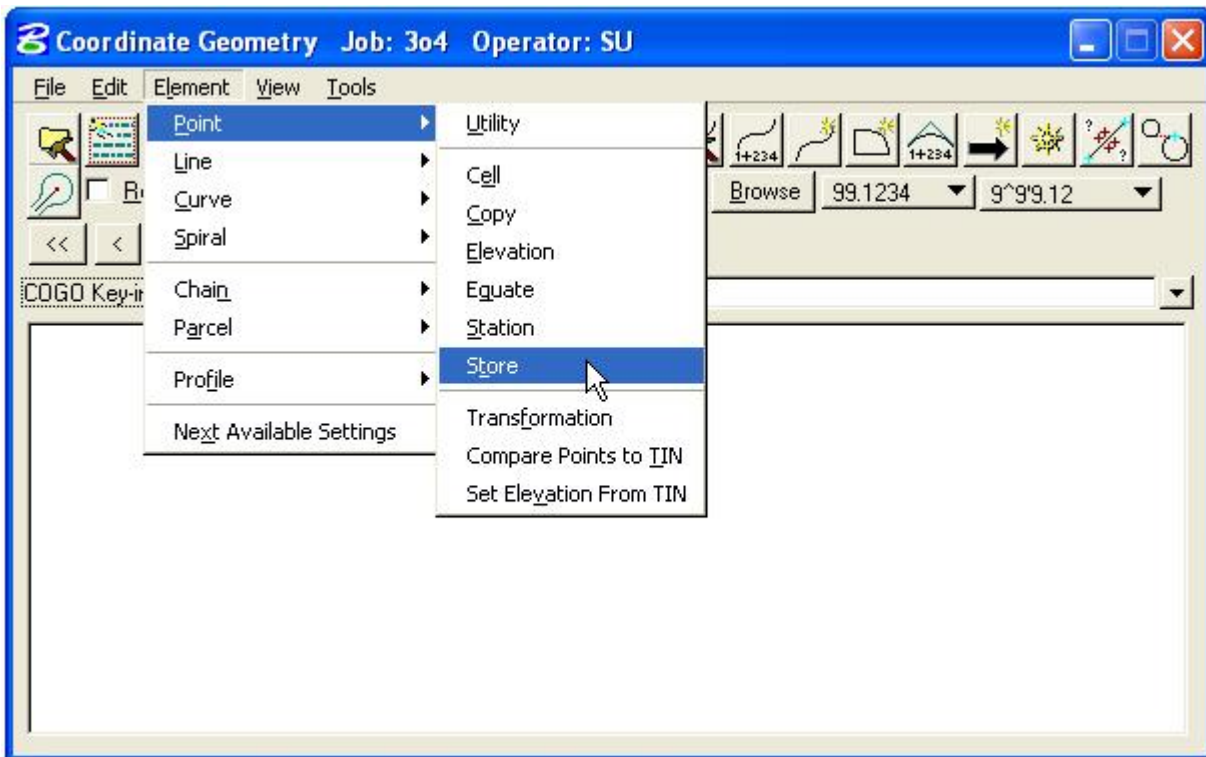 Coordinate Geometry Job: 3o4 Operator: SU
File Edit Element View Tools
Point
Line
Curve
Spiral
Chain
Parcel
Profile
Next Available Settings
Utility
Cell
Copy
Elevation
Equate
Station
Store
Transformation
Compare Points to TIN
Set Elevation From TIN
1+234 1+234
Browse 99.1234 9^9'9.12
<< <
COGO Key-in